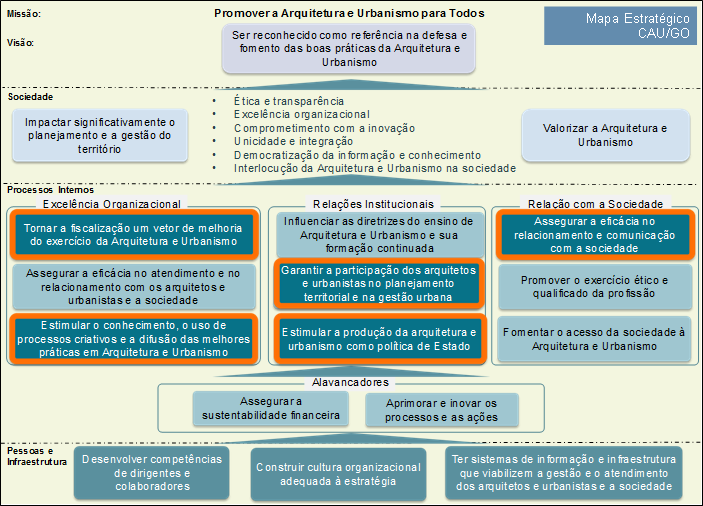 Missão:
Promover a Arquitetura e Urbanismo para Todos
Mapa Estratégico
CAU/GO
Visão:
Ser reconhecido como referência na defesa e
fomento das boas práticas da Arquitetura e
Urbanismo
Sociedade
Impactar significativamente o
planejamento e a gestão do
território
• Ética e transparência
• Excelência organizacional
• Comprometimento com a inovação
• Unicidade e integração
• Democratização da informação e conhecimento
• Interlocução da Arquitetura e Urbanismo na sociedade
Valorizar a Arquitetura e
Urbanismo
Processos Internos
Excelência Organizacional
Tornar a fiscalização um vetor de melhoria
do exercício da Arquitetura e Urbanismo
Assegurar a eficácia no atendimento e no
relacionamento com os arquitetos e
urbanistas e a sociedade
Estimular o conhecimento, o uso de
processos criativos e a difusão das melhores
práticas em Arquitetura e Urbanismo
Relações Institucionais
Influenciar as diretrizes do ensino de
Arquitetura e Urbanismo e sua
formação continuada
Garantir a participação dos arquitetos
e urbanistas no planejamento
territorial e na gestão urbana
Estimular a produção da arquitetura e
urbanismo como política de Estado
Relação com a Sociedade
Assegurar a eficácia no
relacionamento e comunicação
com a sociedade
Promover o exercício ético e
qualificado da profissão
Fomentar o acesso da sociedade à
Arquitetura e Urbanismo
Alavancadores
Assegurar a
sustentabilidade financeira
Aprimorar e inovar os
processos e as ações
Pessoas e
Infraestrutura
Desenvolver competências
de dirigentes e
colaboradores
Construir cultura organizacional
adequada à estratégia
Ter sistemas de informação e infraestrutura
que viabilizem a gestão e o atendimento
dos arquitetos e urbanistas e a sociedade